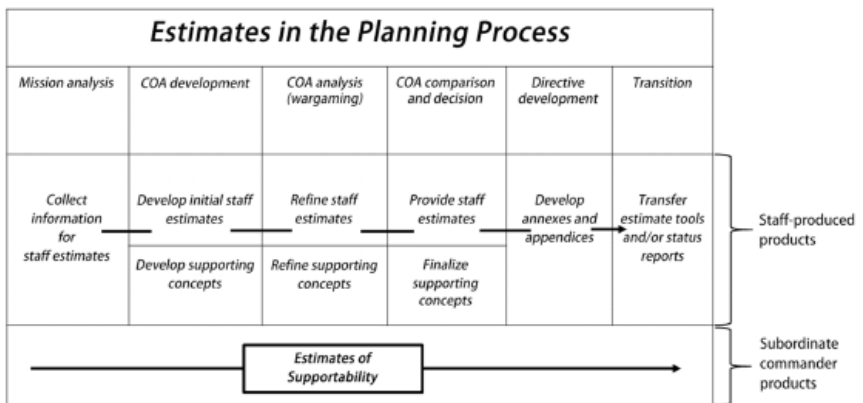 Estimates in the Planning Process
Mission analysis
COA development
COA analysis
(wargaming)
COA comparison
and decision
Directive
development
Transition
Collect
information
for
staff estimates
Develop initial staff
estimates
Refine staff
estimates
Provide staff
estimates
Develop
annexes and
appendices
Transfer
estimate tools
and/or status
reports
Develop supporting
concepts
Refine supporting
concepts
Finalize
supporting
concepts
Staff-produced
products
Estimates of
Supportability
Subordinate
commander
products